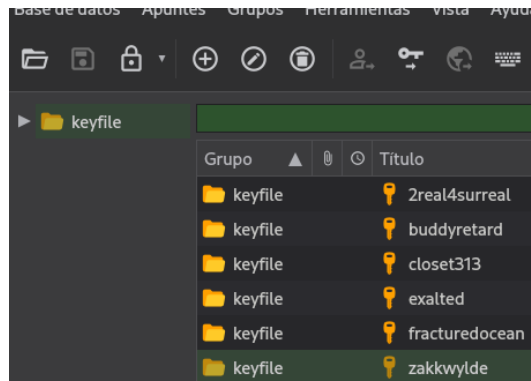 Base de datos Apuntes Grupos Herramientas Vista Ayuda
keyfile
Grupo Título
keyfile 2real4surreal
keyfile buddyretard
keyfile closet313
keyfile exalted
keyfile fracturedocean
keyfile zakkwylde